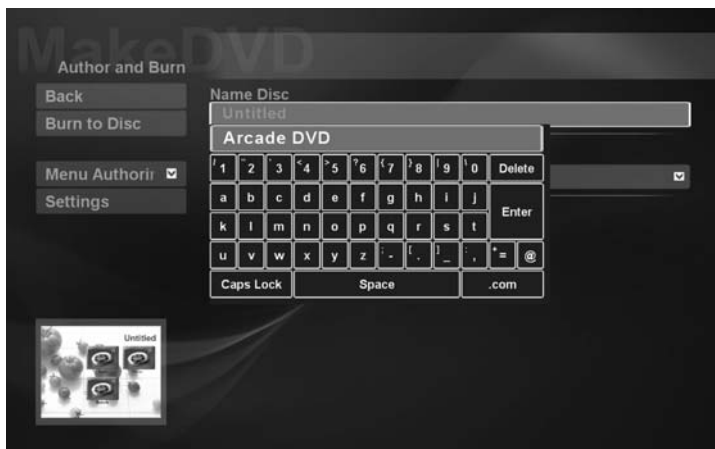 MakeDVD
Author and Burn
Back
Burn to Disc
Menu Authorin
Settings
Name Disc
Untitled
Arcade DVD
1 2 3 < 4 > 5 ? 6 { 7 } 8 | 9 \ 0 Delete
a b c d e f g h i j
Enter
k l m n o p q r s t
u v w x y z ; - [ . ] _ : , * = @
Caps Lock Space .com
Untitled